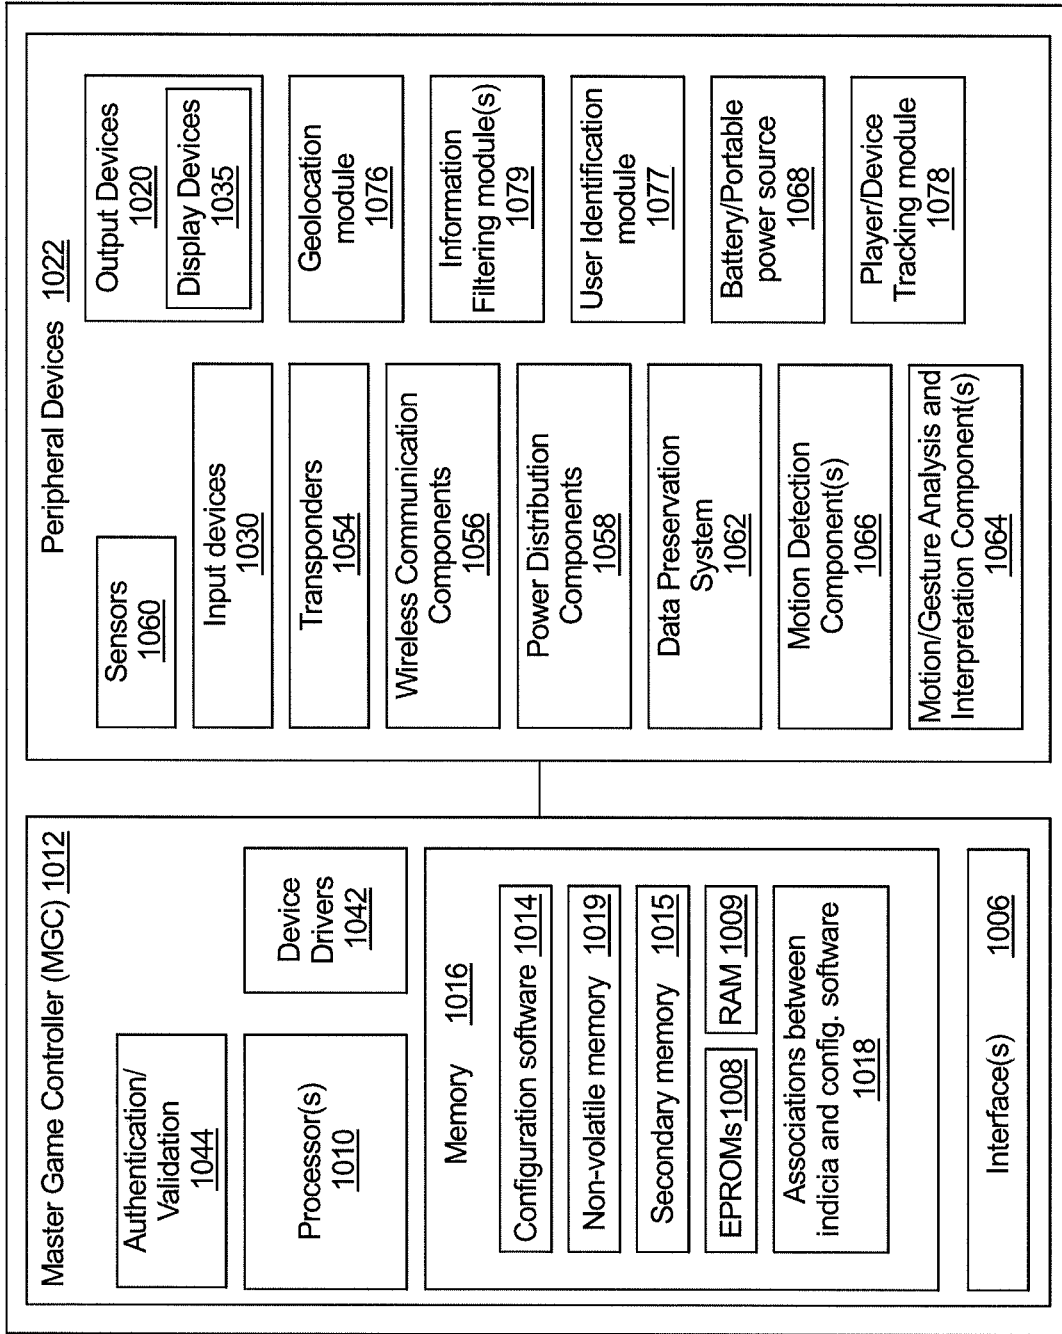 Master Game Controller (MGC) 1012
Authentication/
Validation
1044
Processor(s)
1010
Device
Drivers
1042
Memory 1016
Configuration software 1014
Non-volatile memory 1019
Secondary memory 1015
EPROMs1008
RAM 1009
Associations between
indicia and config. software
1018
Interface(s) 1006
Peripheral Devices 1022
Sensors
1060
Input devices
1030
Transponders
1054
Wireless Communication
Components
1056
Power Distribution
Components
1058
Data Preservation
System
1062
Motion Detection
Component(s)
1066
Motion/Gesture Analysis and
Interpretation Component(s)
1064
Output Devices
1020
Display Devices
1035
Geolocation
module
1076
Information
Filtering module(s)
1079
User Identification
module
1077
Battery/Portable
power source
1068
Player/Device
Tracking module
1078